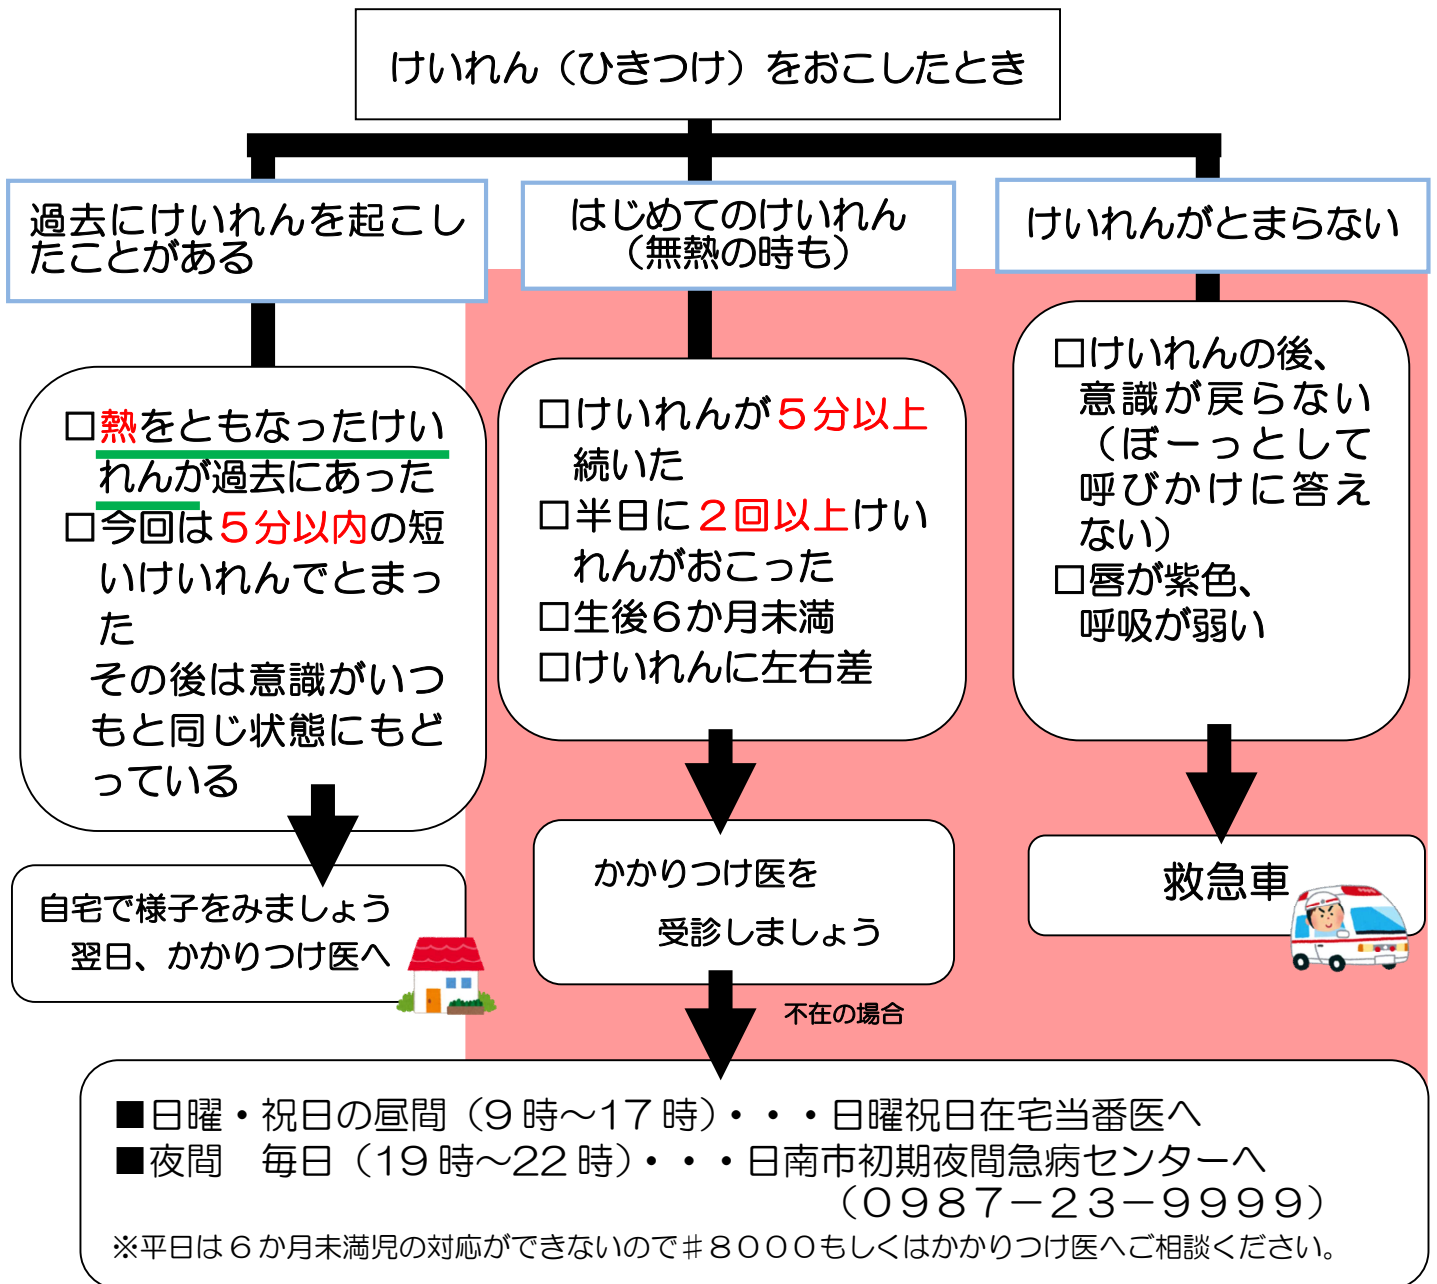 けいれん（ひきつけ）をおこしたとき
過去にけいれんを起こし
たことがある
はじめてのけいれん
（無熱の時も）
けいれんがとまらない
□熱をともなったけい
れんが過去にあった
□今回は５分以内の短
いけいれんでとまっ
た
その後は意識がいつ
もと同じ状態にもど
っている
□けいれんが５分以上
続いた
□半日に２回以上けい
れんがおこった
□生後６か月未満
□けいれんに左右差
□けいれんの後、
意識が戻らない
（ぼーっとして
呼びかけに答え
ない）
□唇が紫色、
呼吸が弱い
自宅で様子をみましょう
翌日、かかりつけ医へ
かかりつけ医を
受診しましょう
救急車
不在の場合
■日曜・祝日の昼間（9時～17時）・・・日曜祝日在宅当番医へ
■夜間　毎日（19時～22時）・・・日南市初期夜間急病センターへ
（０９８７－２３－９９９９）
※平日は６か月未満児の対応ができないので＃８０００もしくはかかりつけ医へご相談ください。